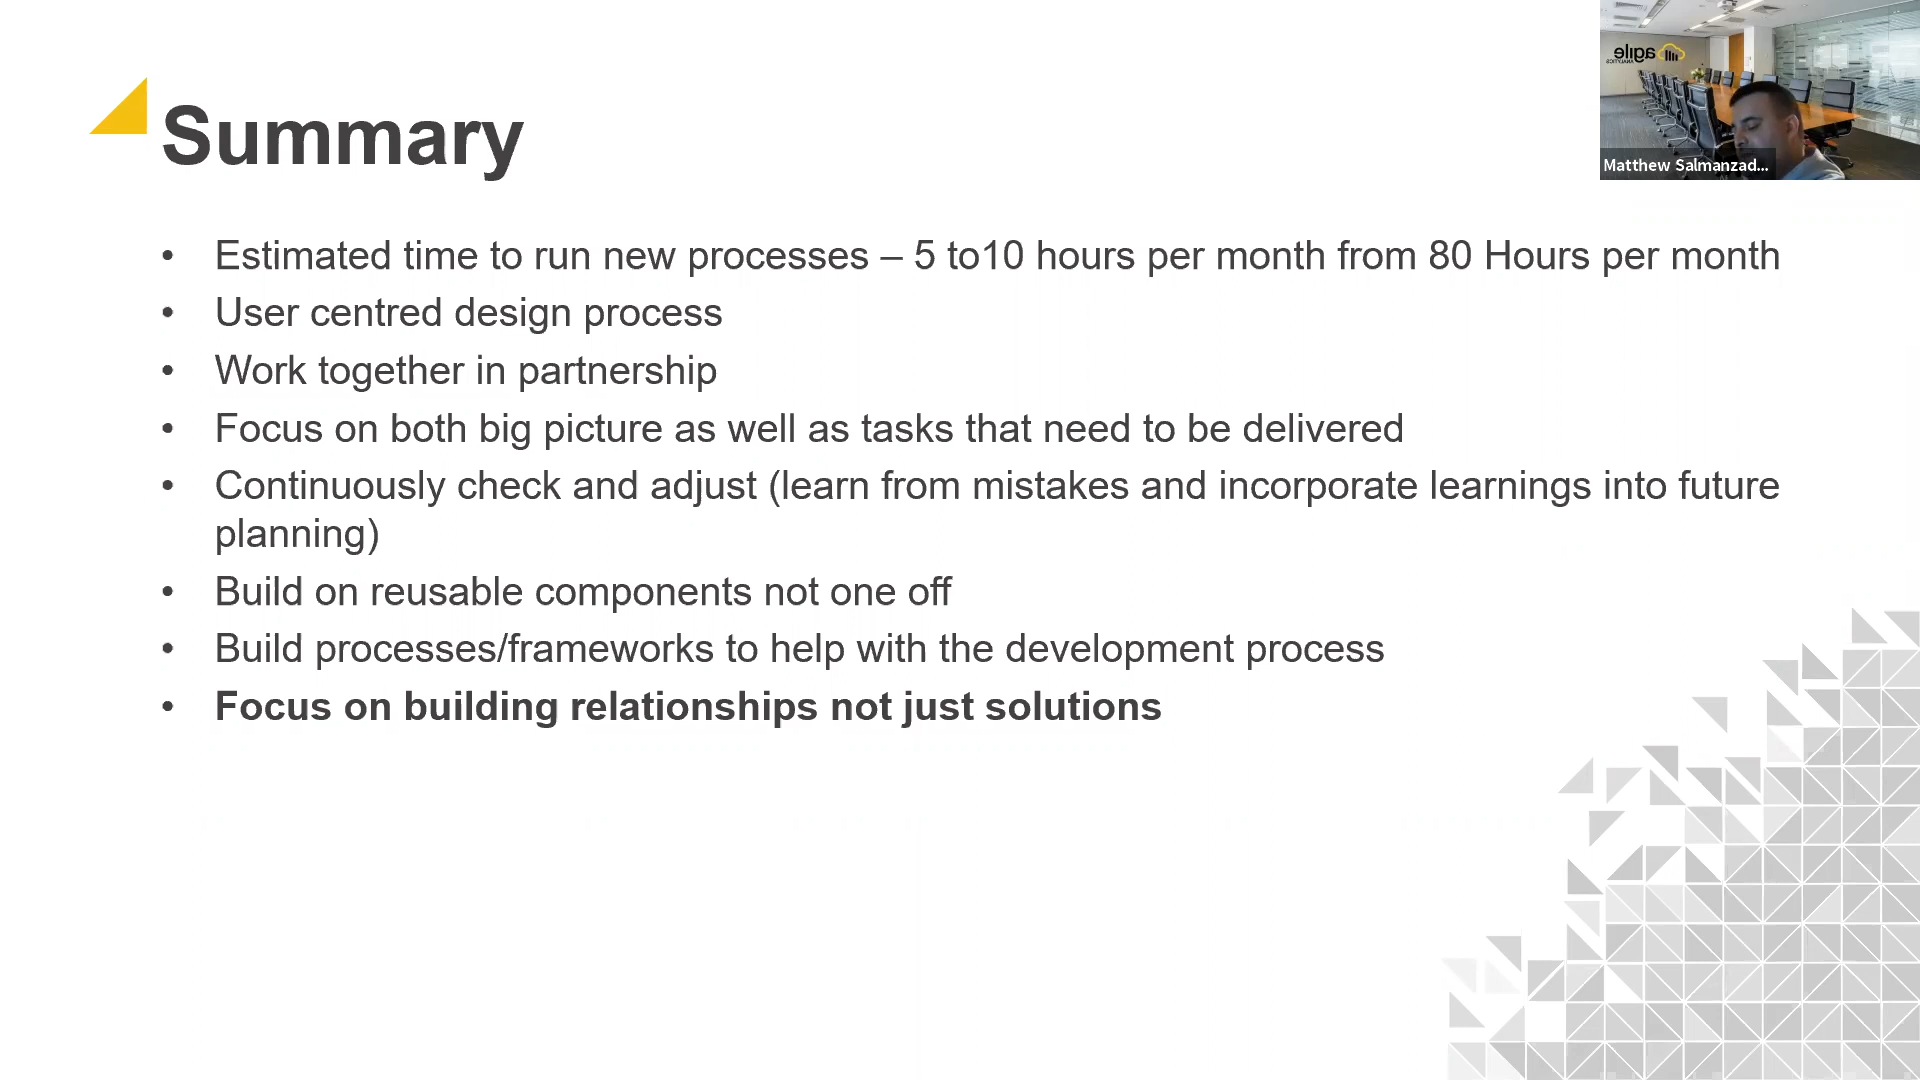 Summary
• Estimated time to run new processes – 5 to10 hours per month from 80 Hours per month
• User centred design process
• Work together in partnership
• Focus on both big picture as well as tasks that need to be delivered
• Continuously check and adjust (learn from mistakes and incorporate learnings into future
planning)
• Build on reusable components not one off
• Build processes/frameworks to help with the development process
• Focus on building relationships not just solutions
agile
ANALYTICS
Matthew Salmanzad...